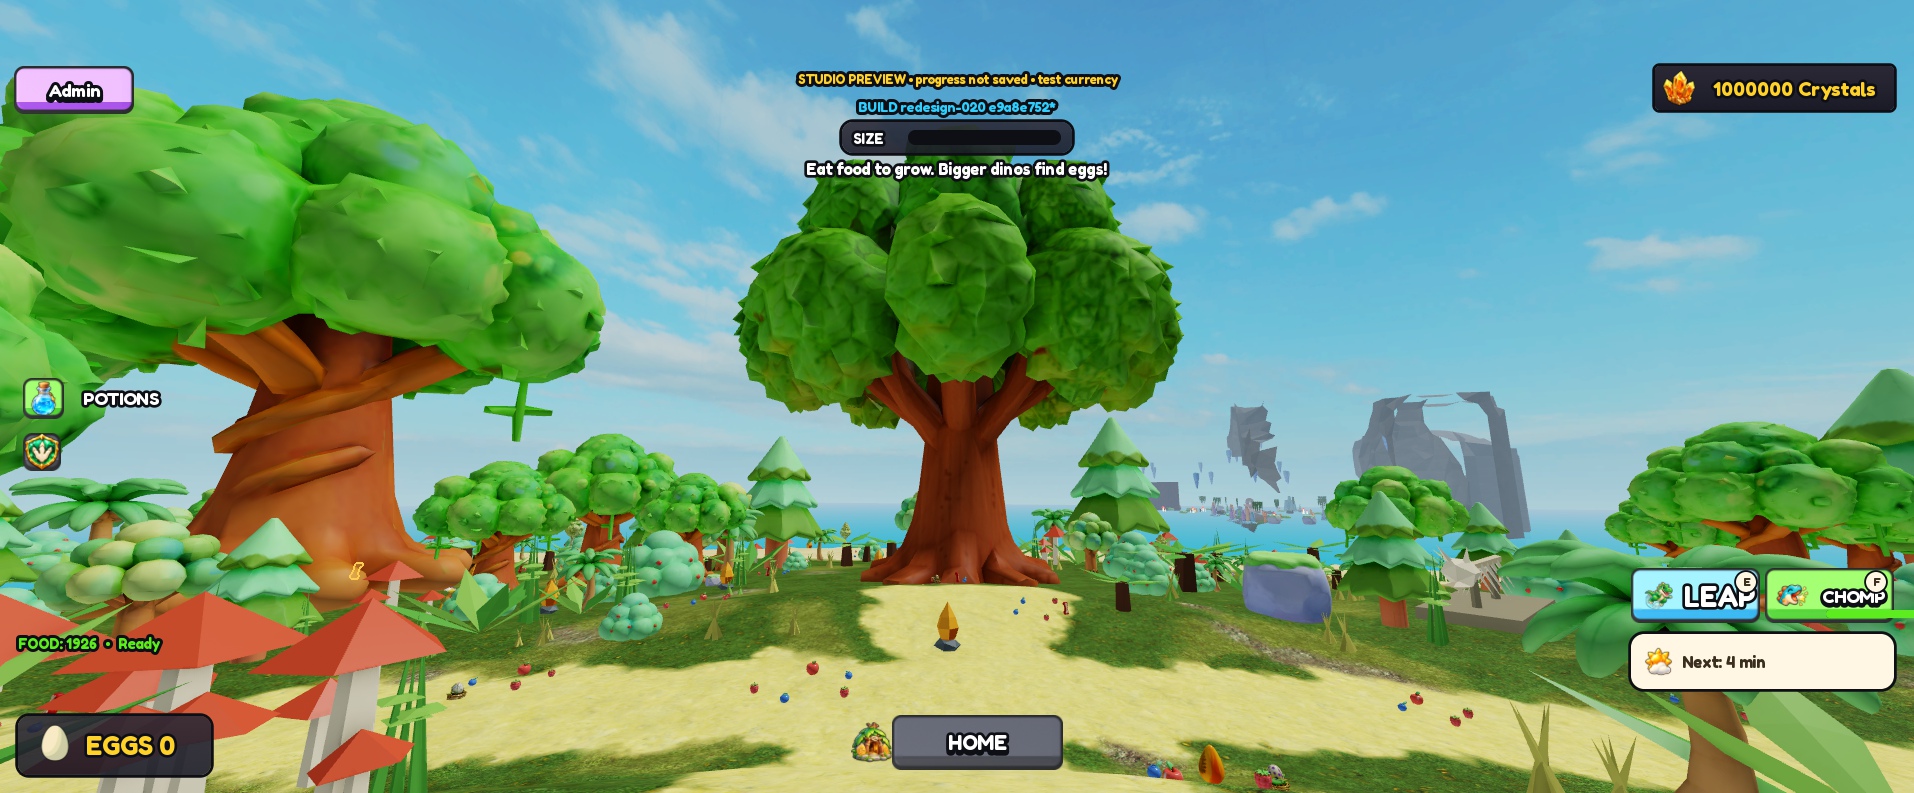 Admin
STUDIO PREVIEW • progress not saved • test currency
1000000 Crystals
BUILD redesign-020 e9a8e752*
SIZE
Eat food to grow. Bigger dinos find eggs!
POTIONS
E
LEAP
F
CHOMP
FOOD: 1926 • Ready
Next: 4 min
EGGS 0
HOME